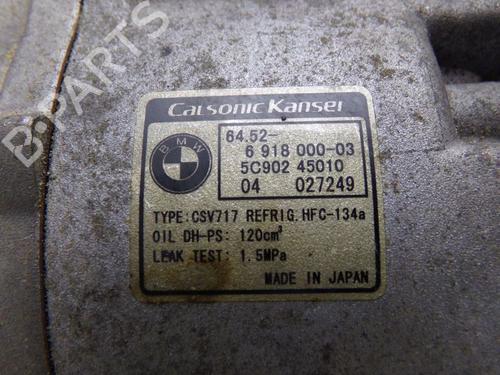 B-PARTS
Calsonic Kansei
BMW
64.52-
6 918 000-03
5C902 45010
04 027249
TYPE:CSV717 REFRIG.HFC-134a
OIL DH-PS: 120cm³
LEAK TEST: 1.5MPa
MADE IN JAPAN